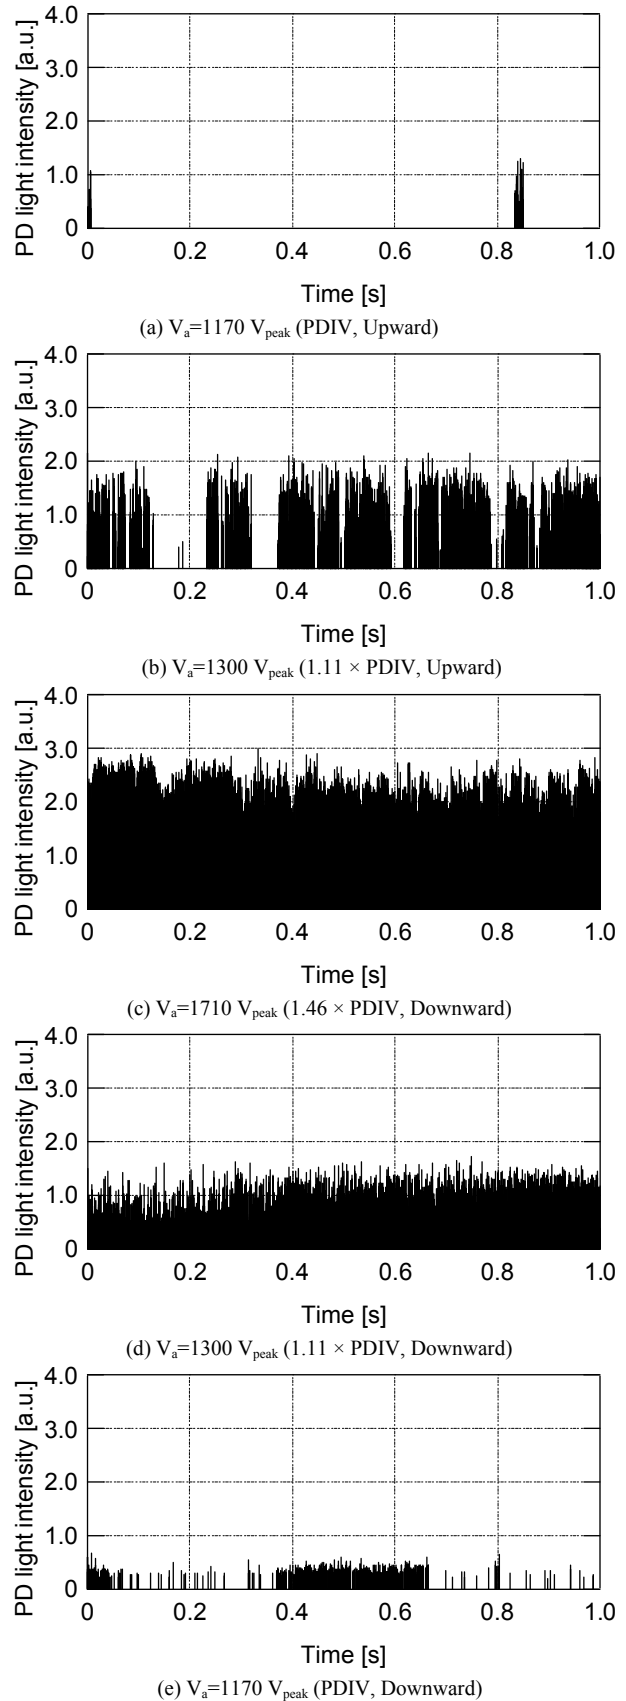 PD light intensity [a.u.]
4.0
3.0
2.0
1.0
0
0 0.2 0.4 0.6 0.8 1.0
Time [s]
(a) Vₐ=1170 Vₚₑₐₖ (PDIV, Upward)
PD light intensity [a.u.]
4.0
3.0
2.0
1.0
0
0 0.2 0.4 0.6 0.8 1.0
Time [s]
(b) Vₐ=1300 Vₚₑₐₖ (1.11 × PDIV, Upward)
PD light intensity [a.u.]
4.0
3.0
2.0
1.0
0
0 0.2 0.4 0.6 0.8 1.0
Time [s]
(c) Vₐ=1710 Vₚₑₐₖ (1.46 × PDIV, Downward)
PD light intensity [a.u.]
4.0
3.0
2.0
1.0
0
0 0.2 0.4 0.6 0.8 1.0
Time [s]
(d) Vₐ=1300 Vₚₑₐₖ (1.11 × PDIV, Downward)
PD light intensity [a.u.]
4.0
3.0
2.0
1.0
0
0 0.2 0.4 0.6 0.8 1.0
Time [s]
(e) Vₐ=1170 Vₚₑₐₖ (PDIV, Downward)